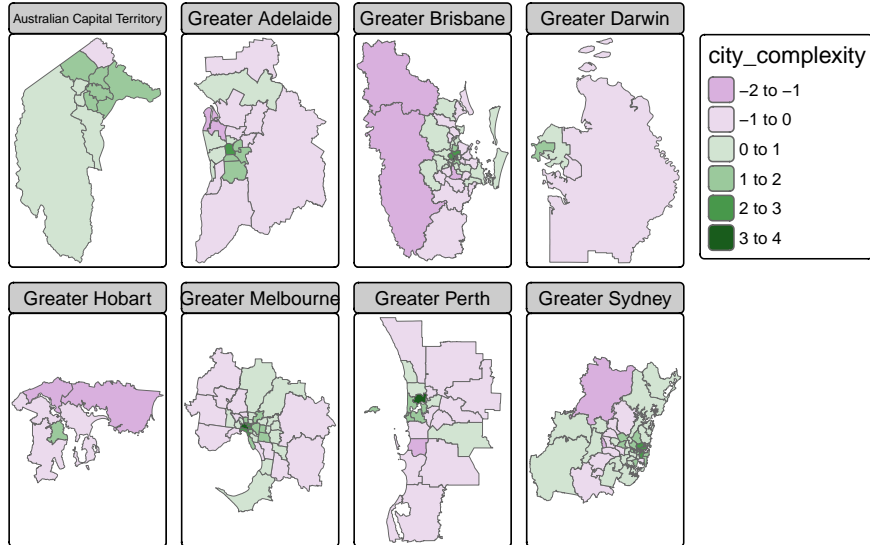 Australian Capital Territory
Greater Adelaide
Greater Brisbane
Greater Darwin
city_complexity
−2 to −1
−1 to 0
0 to 1
1 to 2
2 to 3
3 to 4
Greater Hobart
Greater Melbourne
Greater Perth
Greater Sydney